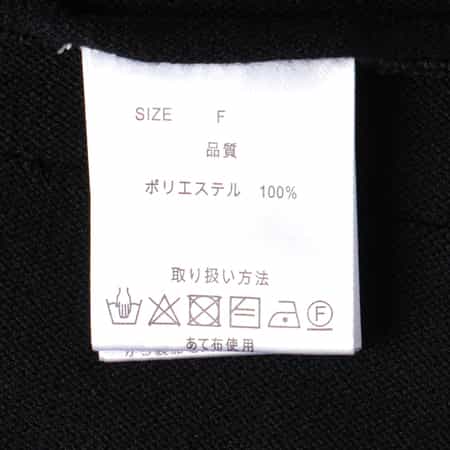 SIZE F
品質
ポリエステル 100%
取り扱い方法
F
あて布使用